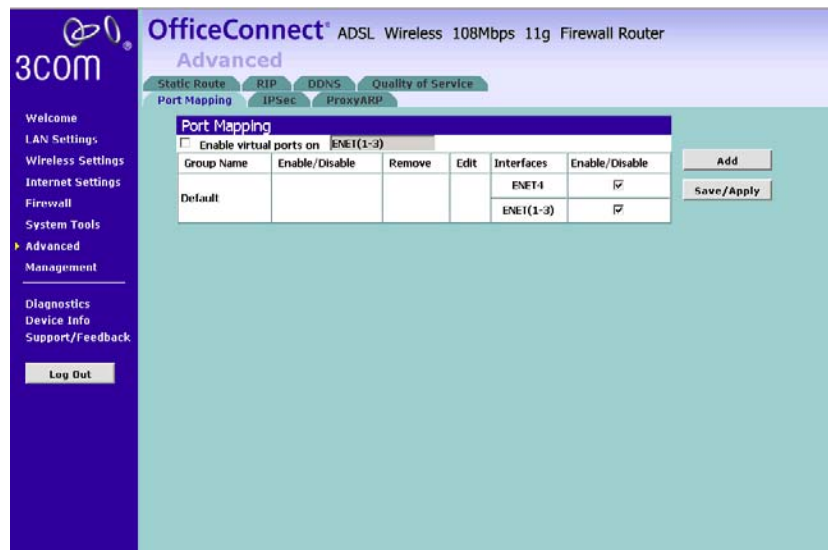 3COM
OfficeConnect ADSL Wireless 108Mbps 11g Firewall Router
Advanced
Static Route RIP DDNS Quality of Service
Port Mapping IPSec ProxyARP
Welcome
LAN Settings
Wireless Settings
Internet Settings
Firewall
System Tools
Advanced
Management
Diagnostics
Device Info
Support/Feedback
Log Out
Port Mapping
Enable virtual ports on ENET(1-3)
Group Name Enable/Disable Remove Edit Interfaces Enable/Disable
Default
ENET4
ENET(1-3)
Add
Save/Apply